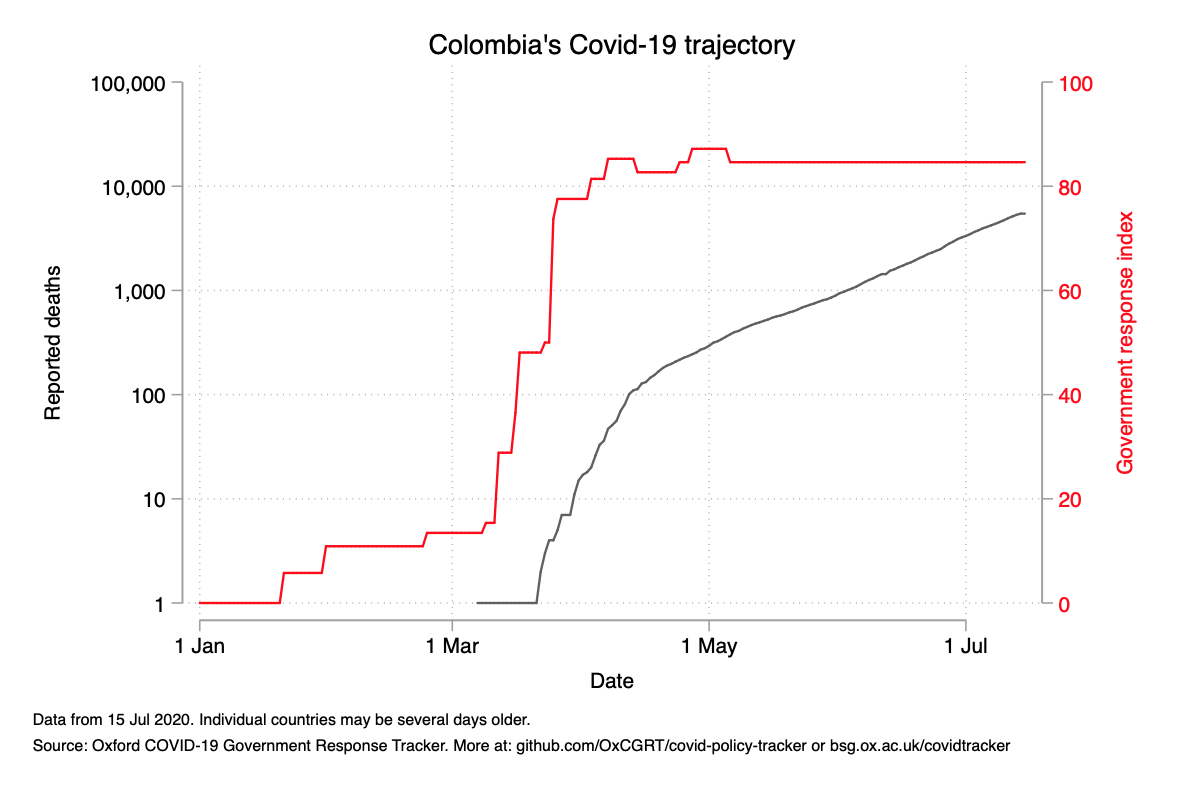 Colombia's Covid-19 trajectory
100,000
10,000
1,000
100
10
1
Reported deaths
100
80
60
40
20
0
Government response index
1 Jan
1 Mar
1 May
1 Jul
Date
Data from 15 Jul 2020. Individual countries may be several days older.
Source: Oxford COVID-19 Government Response Tracker. More at: github.com/OxCGRT/covid-policy-tracker or bsg.ox.ac.uk/covidtracker